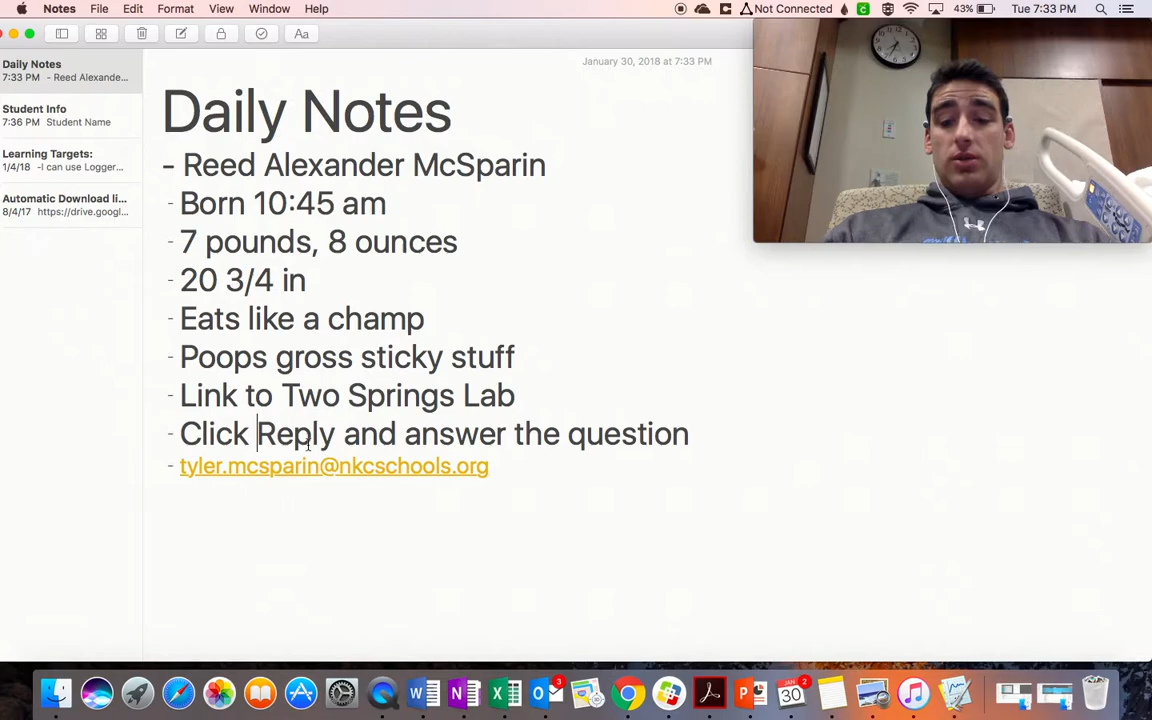 Notes File Edit Format View Window Help Not Connected 43% Tue 7:33 PM
Aa
Daily Notes
7:33 PM - Reed Alexande...
Student Info
7:36 PM Student Name
Learning Targets:
1/4/18 -I can use Logger...
Automatic Download li...
8/4/17 https://drive.googl...
January 30, 2018 at 7:33 PM
Daily Notes
- Reed Alexander McSparin
- Born 10:45 am
- 7 pounds, 8 ounces
- 20 3/4 in
- Eats like a champ
- Poops gross sticky stuff
- Link to Two Springs Lab
- Click Reply and answer the question
- tyler.mcsparin@nkcschools.org